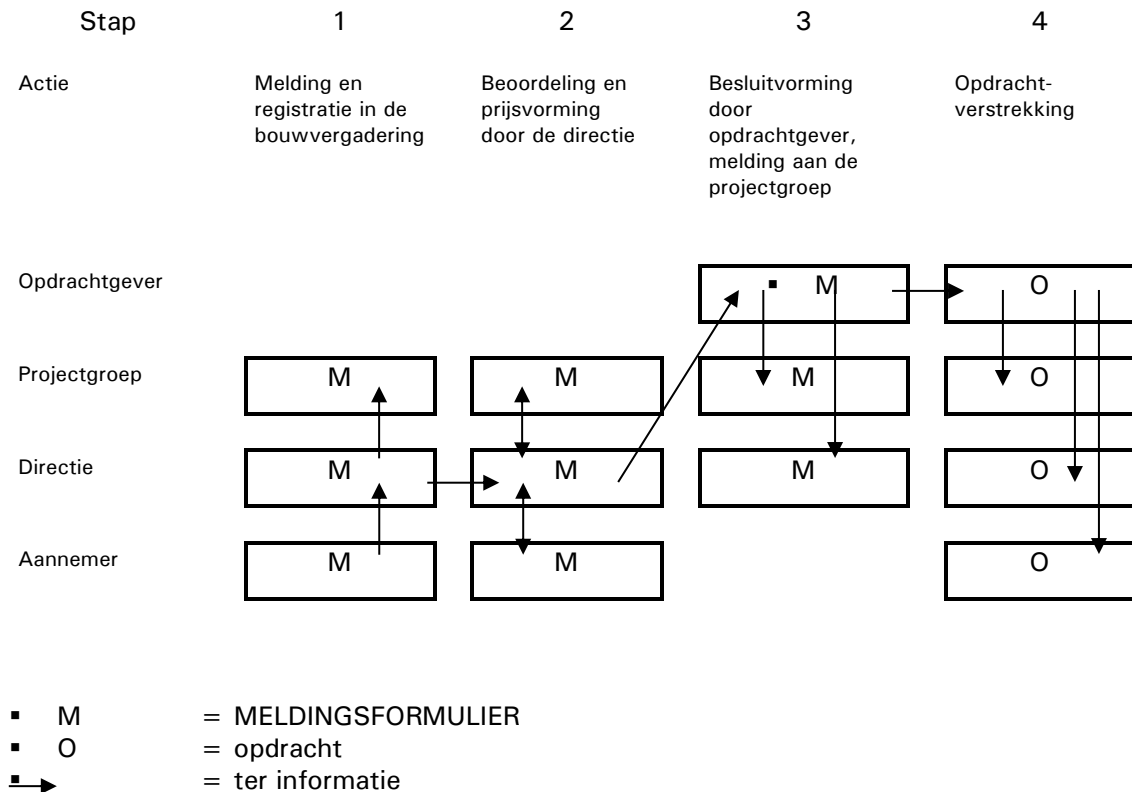 Stap 1 2 3 4
Actie Melding en Beoordeling en Besluitvorming Opdracht-
registratie in de prijsvorming door verstrekking
bouwvergadering door de directie opdrachtgever,
melding aan de
projectgroep
Opdrachtgever ▪ M O
Projectgroep M M M O
Directie M M M O
Aannemer M M O
▪ M = MELDINGSFORMULIER
▪ O = opdracht
▪ = ter informatie